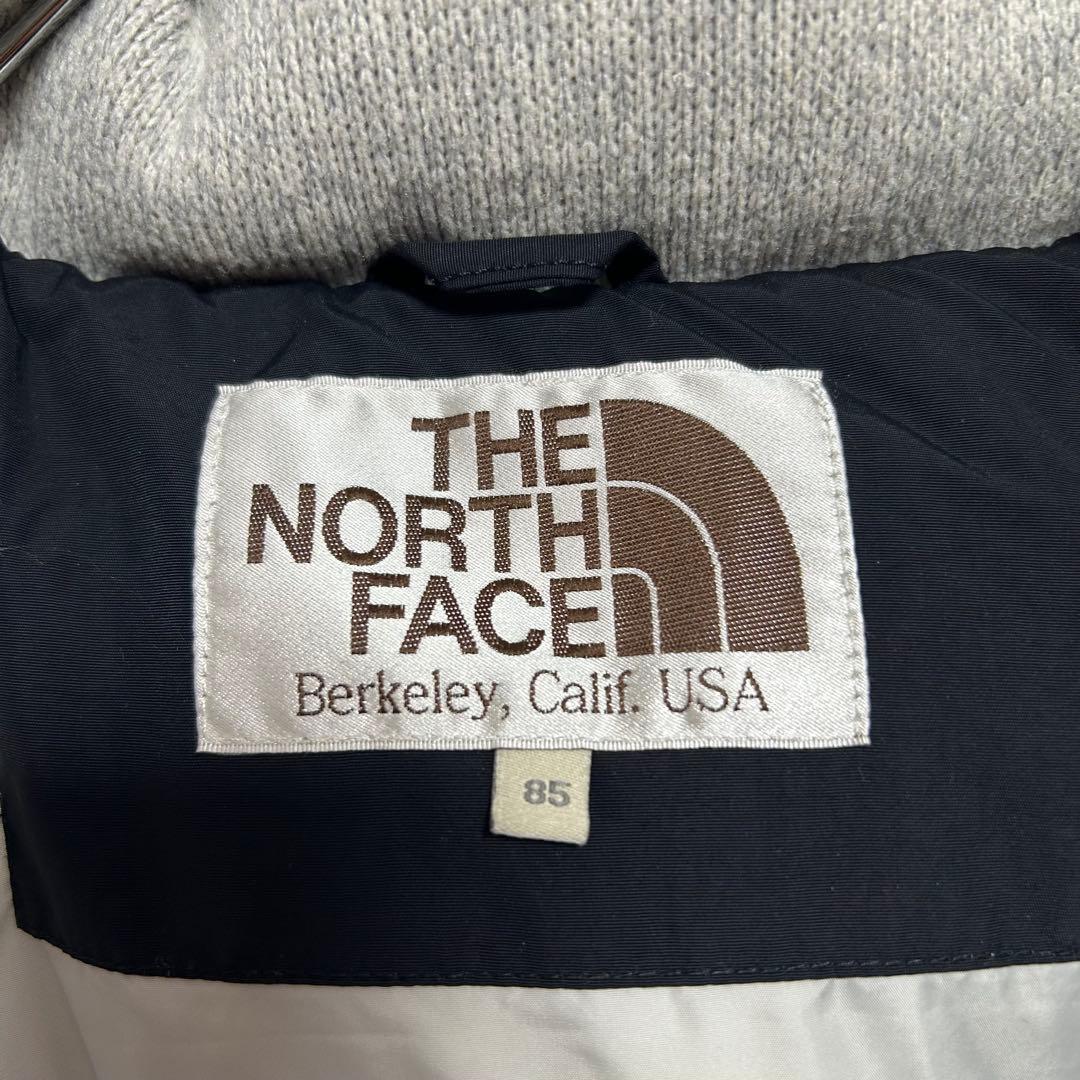 THE
NORTH
FACE
Berkeley, Calif. USA
85